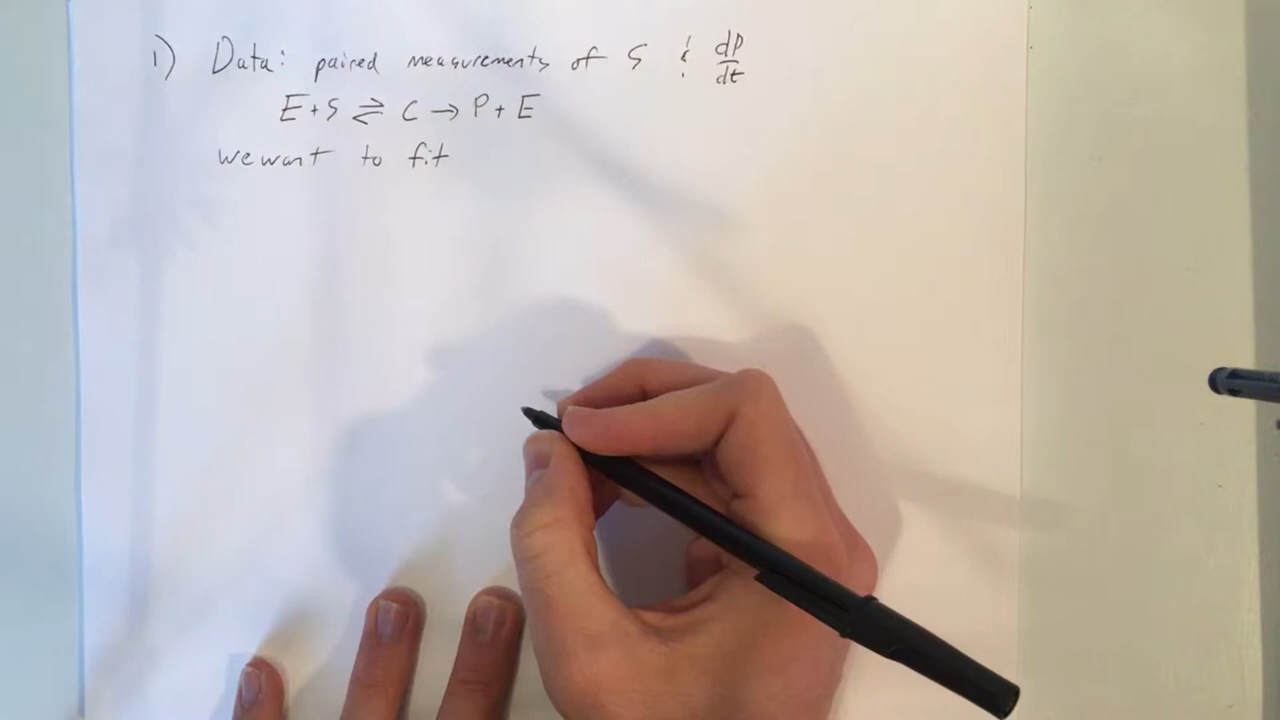 1) Data: paired measurements of S & dP/dt
E+S ⇌ C → P+E
we want to fit